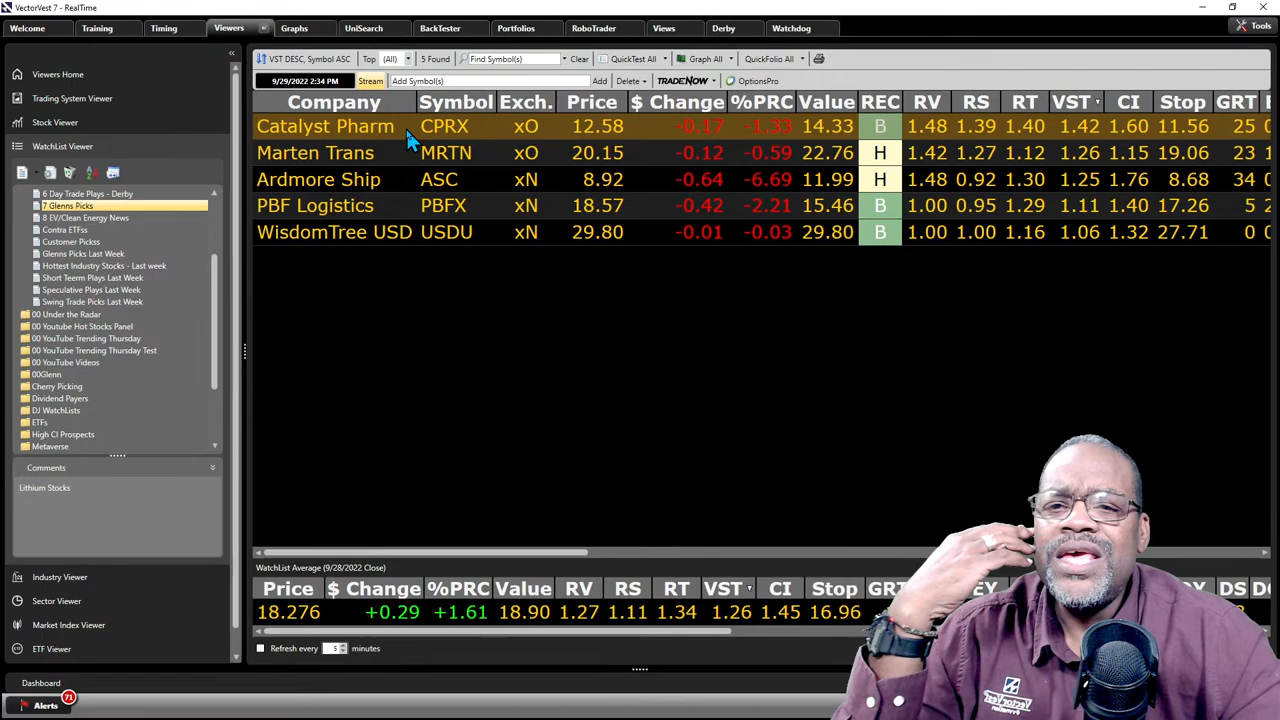 VectorVest 7 - RealTime
Welcome Training Timing Viewers Graphs UniSearch BackTester Portfolios RoboTrader Views Derby Watchdog Tools
VST DESC, Symbol ASC Top (All) 5 Found Find Symbol(s) Clear QuickTest All Graph All QuickFolio All
9/29/2022 2:34 PM Stream Add Symbol(s) Add Delete TRADENOW OptionsPro
Viewers Home
Trading System Viewer
Stock Viewer
WatchList Viewer
6 Day Trade Plays - Derby
7 Glenns Picks
8 EV/Clean Energy News
Contra ETFss
Customer Pickss
Glenns Picks Last Week
Hottest Industry Stocks - Last week
Short Teerm Plays Last Week
Speculative Plays Last Week
Swing Trade Picks Last Week
00 Under the Radar
00 Youtube Hot Stocks Panel
00 YouTube Trending Thursday
00 YouTube Trending Thursday Test
00 YouTube Videos
00Glenn
Cherry Picking
Dividend Payers
DJ WatchLists
ETFs
High CI Prospects
Metaverse
Comments
Lithium Stocks
Industry Viewer
Sector Viewer
Market Index Viewer
ETF Viewer
Company Symbol Exch. Price $ Change %PRC Value REC RV RS RT VST CI Stop GRT
Catalyst Pharm CPRX xO 12.58 -0.17 -1.33 14.33 B 1.48 1.39 1.40 1.42 1.60 11.56 25
Marten Trans MRTN xO 20.15 -0.12 -0.59 22.76 H 1.42 1.27 1.12 1.26 1.15 19.06 23
Ardmore Ship ASC xN 8.92 -0.64 -6.69 11.99 H 1.48 0.92 1.30 1.25 1.76 8.68 34
PBF Logistics PBFX xN 18.57 -0.42 -2.21 15.46 B 1.00 0.95 1.29 1.11 1.40 17.26 5
WisdomTree USD USDU xN 29.80 -0.01 -0.03 29.80 B 1.00 1.00 1.16 1.06 1.32 27.71 0
WatchList Average (9/28/2022 Close)
Price $ Change %PRC Value RV RS RT VST CI Stop GRT EY DS
18.276 +0.29 +1.61 18.90 1.27 1.11 1.34 1.26 1.45 16.96
Refresh every 5 minutes
Dashboard
Alerts 71
VectorVest